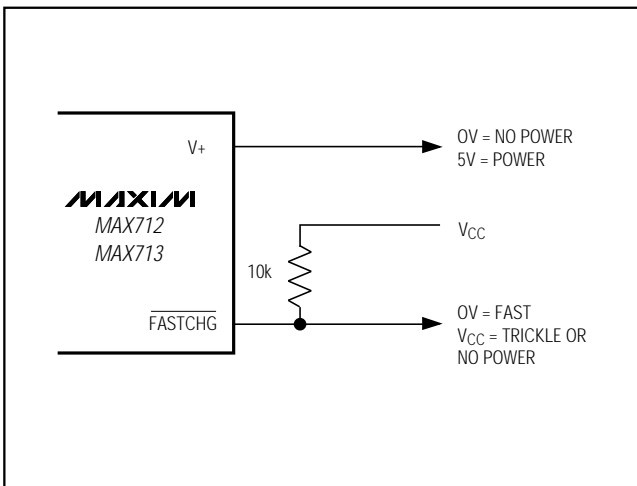 V+
0V = NO POWER
5V = POWER
MAXIM
MAX712
MAX713
VCC
10k
FASTCHG
0V = FAST
VCC = TRICKLE OR
NO POWER